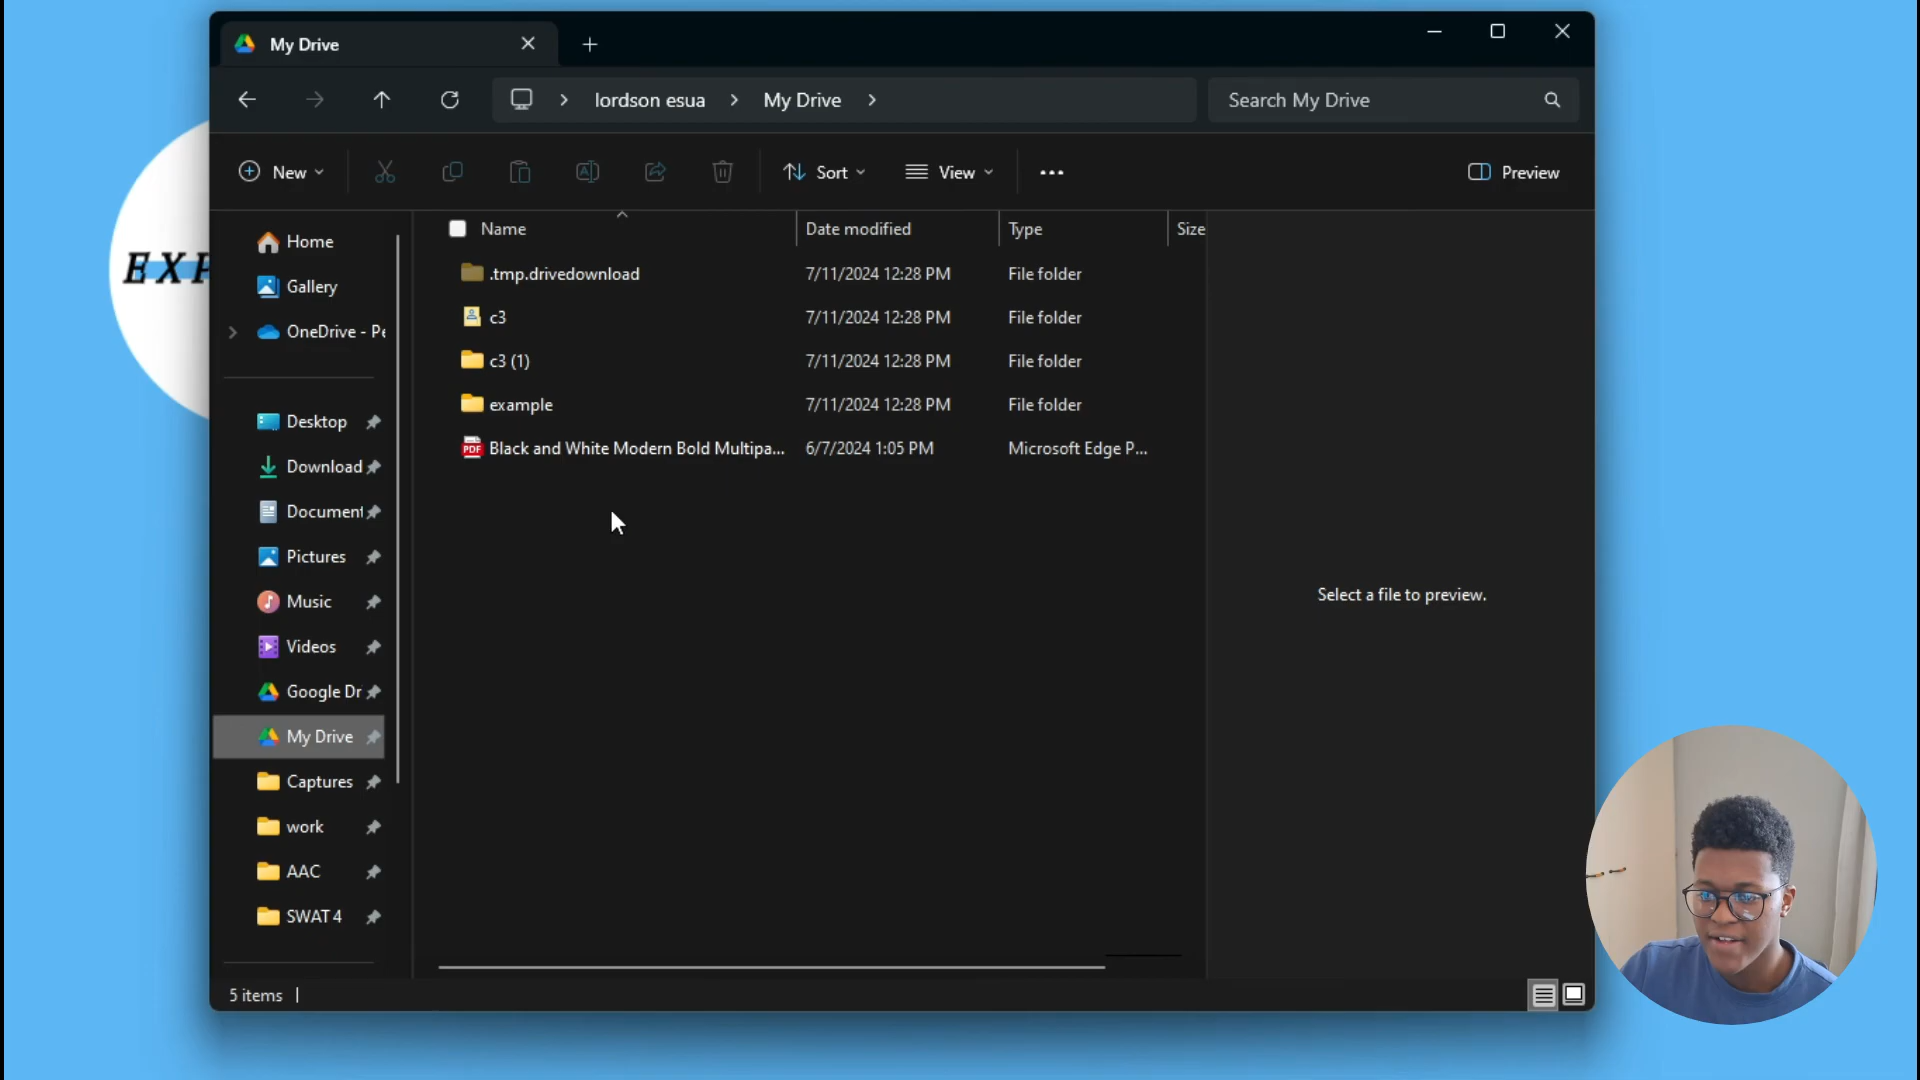 My Drive
lordson esua > My Drive >
Search My Drive
New
Sort
View
Preview
EXP
Home
Gallery
OneDrive - Pe
Desktop
Download
Document
Pictures
Music
Videos
Google Dr
My Drive
Captures
work
AAC
SWAT 4
Name Date modified Type Size
.tmp.drivedownload 7/11/2024 12:28 PM File folder
c3 7/11/2024 12:28 PM File folder
c3 (1) 7/11/2024 12:28 PM File folder
example 7/11/2024 12:28 PM File folder
PDF Black and White Modern Bold Multipa... 6/7/2024 1:05 PM Microsoft Edge P...
Select a file to preview.
5 items